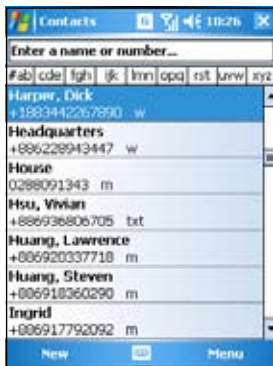 Contacts 10:26
Enter a name or number...
#ab cde fgh ijk lmn opq rst uvw xyz
Harper, Dick
+1883442267890 w
Headquarters
+886228943447 w
House
0288091343 m
Hsu, Vivian
+886936806705 txt
Huang, Lawrence
+886920337718 m
Huang, Steven
+886918360290 m
Ingrid
+886917792092 m
New Menu